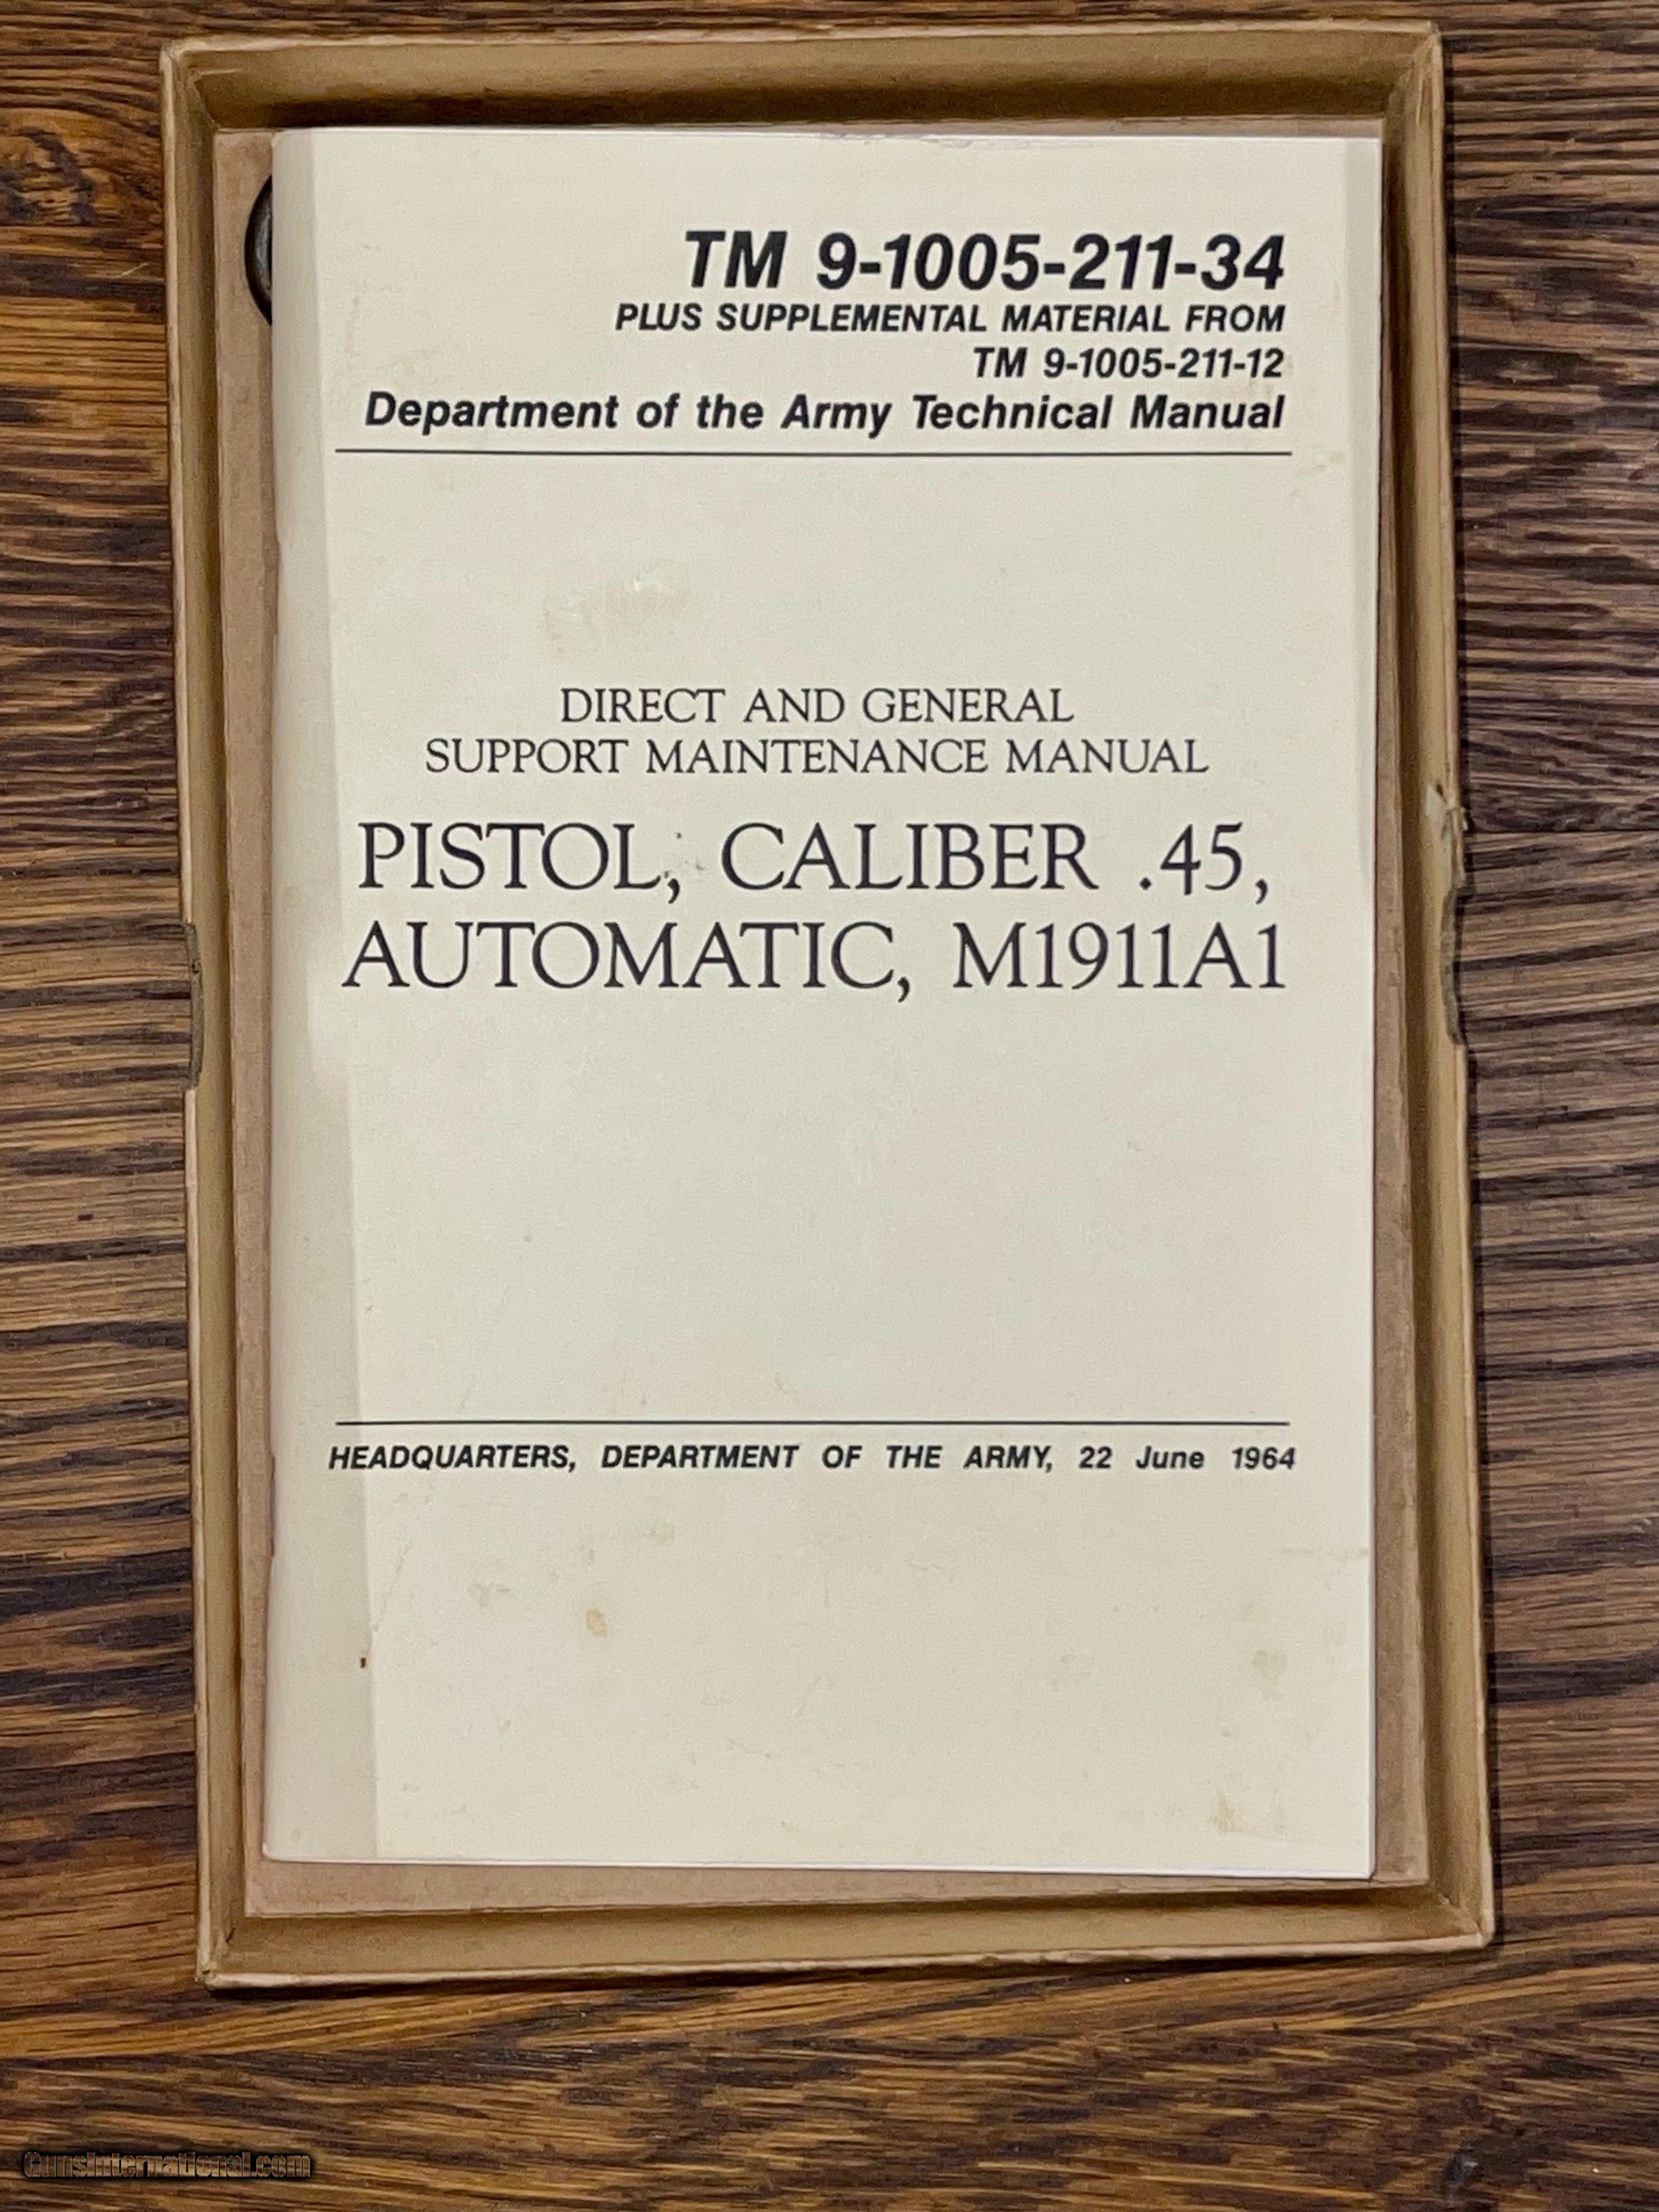 TM 9-1005-211-34
PLUS SUPPLEMENTAL MATERIAL FROM
TM 9-1005-211-12
Department of the Army Technical Manual
DIRECT AND GENERAL
SUPPORT MAINTENANCE MANUAL
PISTOL, CALIBER .45,
AUTOMATIC, M1911A1
HEADQUARTERS, DEPARTMENT OF THE ARMY, 22 June 1964
GunsInternational.com